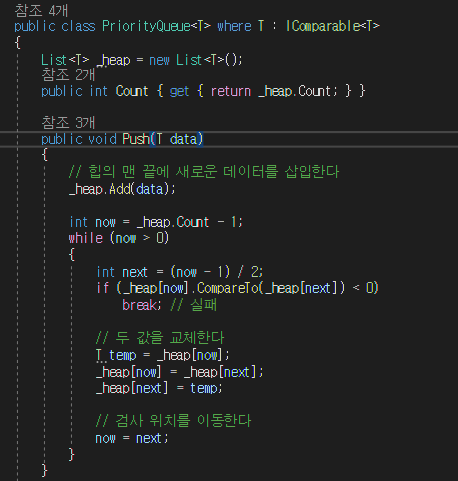 참조 4개
public class PriorityQueue<T> where T : IComparable<T>
{
List<T> _heap = new List<T>();
참조 2개
public int Count { get { return _heap.Count; } }
참조 3개
public void Push(T data)
{
// 힙의 맨 끝에 새로운 데이터를 삽입한다
_heap.Add(data);
int now = _heap.Count - 1;
while (now > 0)
{
int next = (now - 1) / 2;
if (_heap[now].CompareTo(_heap[next]) < 0)
break; // 실패
// 두 값을 교체한다
T temp = _heap[now];
_heap[now] = _heap[next];
_heap[next] = temp;
// 검사 위치를 이동한다
now = next;
}
}